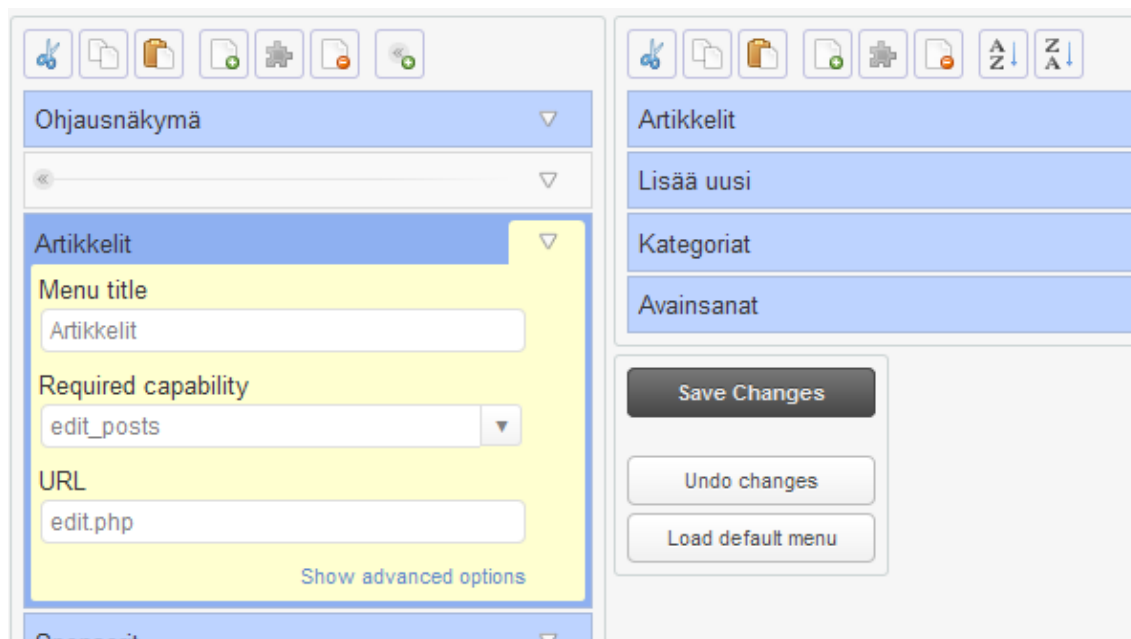 Ohjausnäkymä
Artikkelit
Menu title
Artikkelit
Required capability
edit_posts
URL
edit.php
Show advanced options
A
Z
Z
A
Artikkelit
Lisää uusi
Kategoriat
Avainsanat
Save Changes
Undo changes
Load default menu